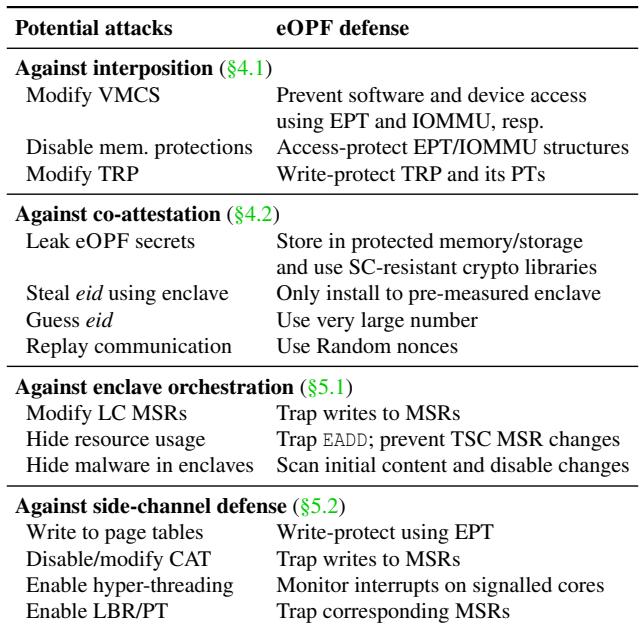 Potential attacks eOPF defense
Against interposition (§4.1)
Modify VMCS Prevent software and device access
using EPT and IOMMU, resp.
Disable mem. protections Access-protect EPT/IOMMU structures
Modify TRP Write-protect TRP and its PTs
Against co-attestation (§4.2)
Leak eOPF secrets Store in protected memory/storage
and use SC-resistant crypto libraries
Steal eid using enclave Only install to pre-measured enclave
Guess eid Use very large number
Replay communication Use Random nonces
Against enclave orchestration (§5.1)
Modify LC MSRs Trap writes to MSRs
Hide resource usage Trap EADD; prevent TSC MSR changes
Hide malware in enclaves Scan initial content and disable changes
Against side-channel defense (§5.2)
Write to page tables Write-protect using EPT
Disable/modify CAT Trap writes to MSRs
Enable hyper-threading Monitor interrupts on signalled cores
Enable LBR/PT Trap corresponding MSRs